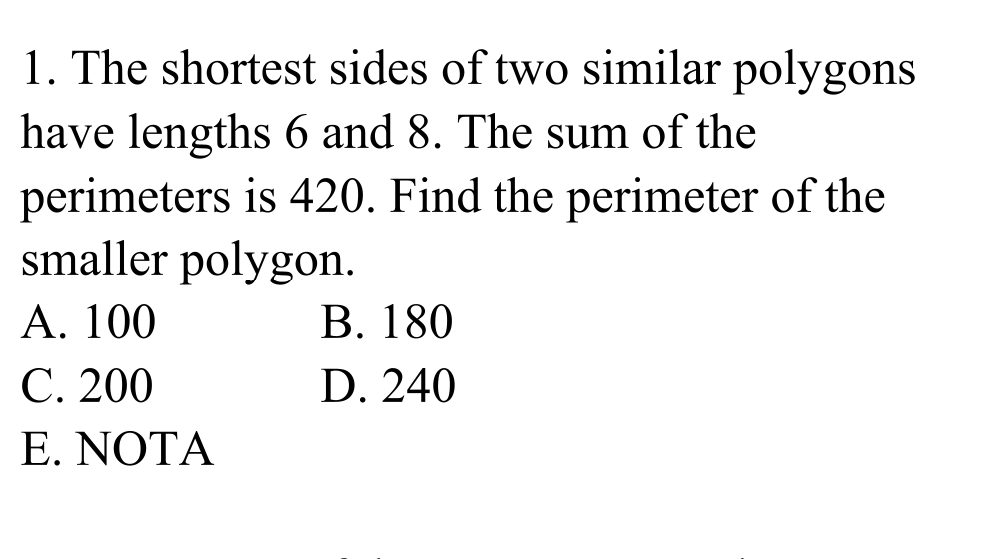 1. The shortest sides of two similar polygons
have lengths 6 and 8. The sum of the
perimeters is 420. Find the perimeter of the
smaller polygon.
A. 100 B. 180
C. 200 D. 240
E. NOTA